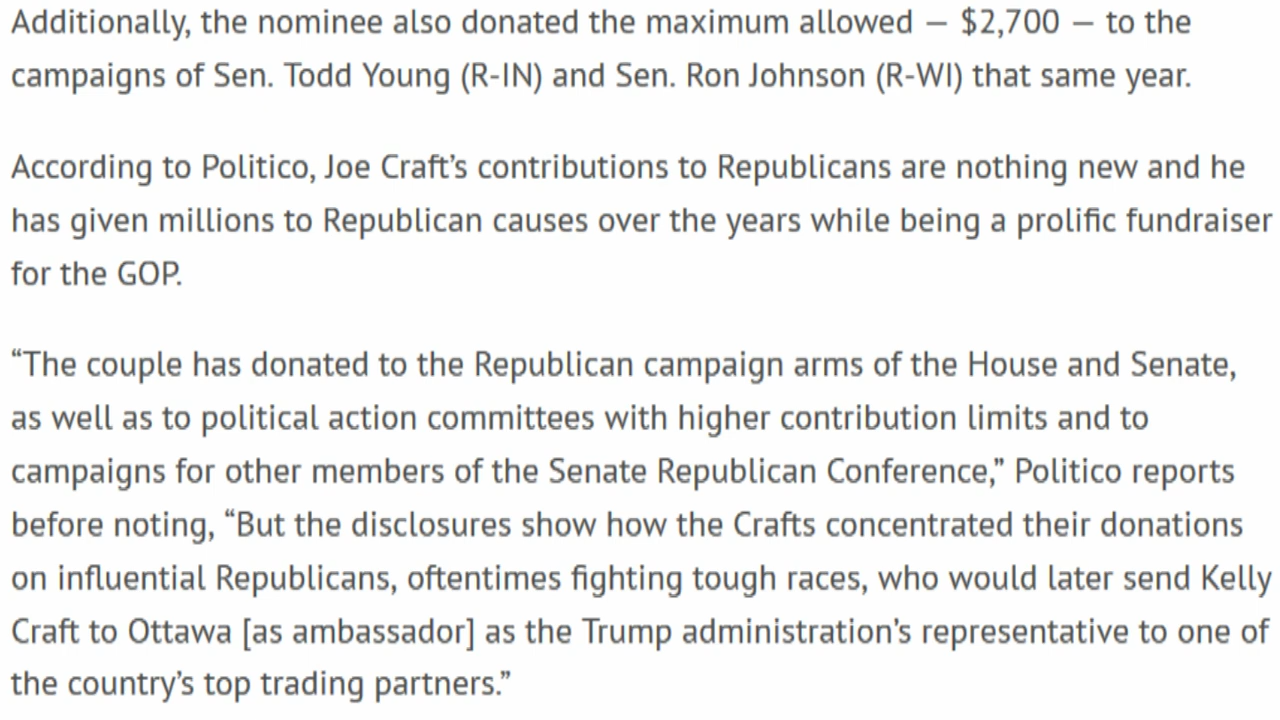 Additionally, the nominee also donated the maximum allowed — $2,700 — to the
campaigns of Sen. Todd Young (R-IN) and Sen. Ron Johnson (R-WI) that same year.
According to Politico, Joe Craft’s contributions to Republicans are nothing new and he
has given millions to Republican causes over the years while being a prolific fundraiser
for the GOP.
“The couple has donated to the Republican campaign arms of the House and Senate,
as well as to political action committees with higher contribution limits and to
campaigns for other members of the Senate Republican Conference,” Politico reports
before noting, “But the disclosures show how the Crafts concentrated their donations
on influential Republicans, oftentimes fighting tough races, who would later send Kelly
Craft to Ottawa [as ambassador] as the Trump administration’s representative to one of
the country’s top trading partners.”